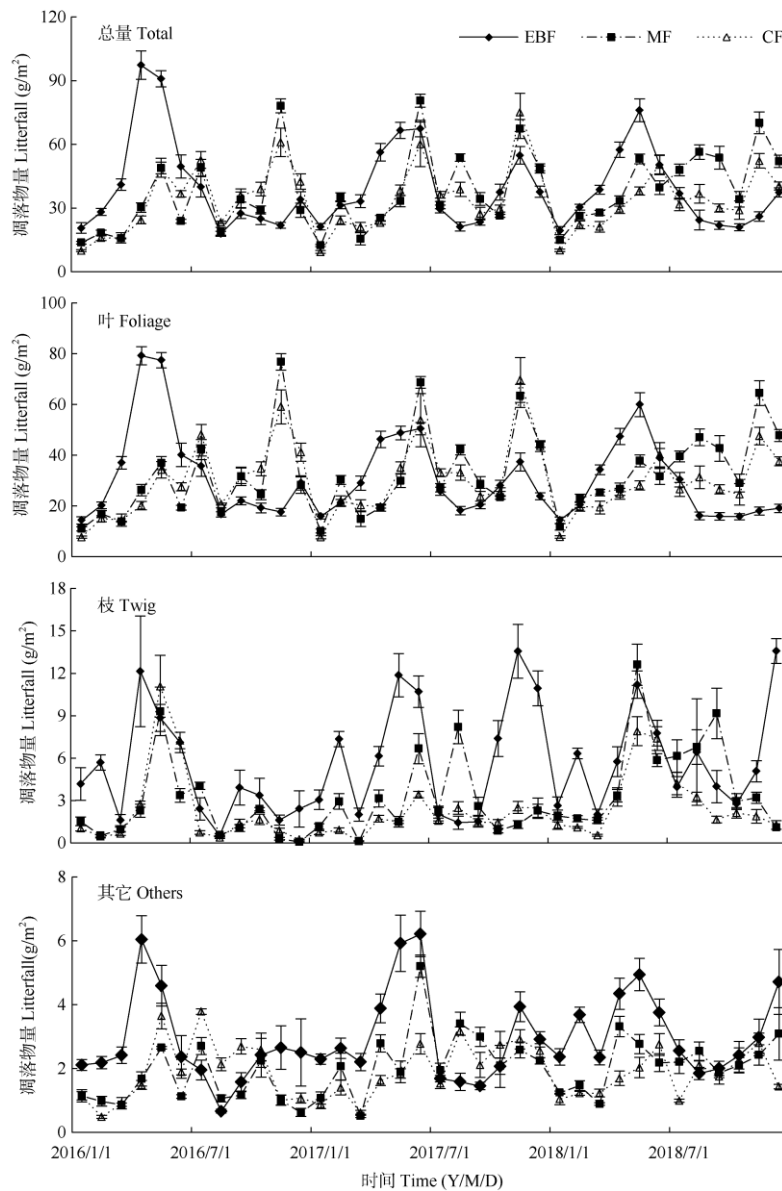 总量 Total
EBF
MF
CF
120
90
60
30
0
凋落物量 Litterfall (g/m²)
叶 Foliage
100
80
60
40
20
0
凋落物量 Litterfall (g/m²)
枝 Twig
18
15
12
9
6
3
0
凋落物量 Litterfall (g/m²)
其它 Others
8
6
4
2
0
凋落物量 Litterfall(g/m²)
2016/1/1 2016/7/1 2017/1/1 2017/7/1 2018/1/1 2018/7/1
时间 Time (Y/M/D)